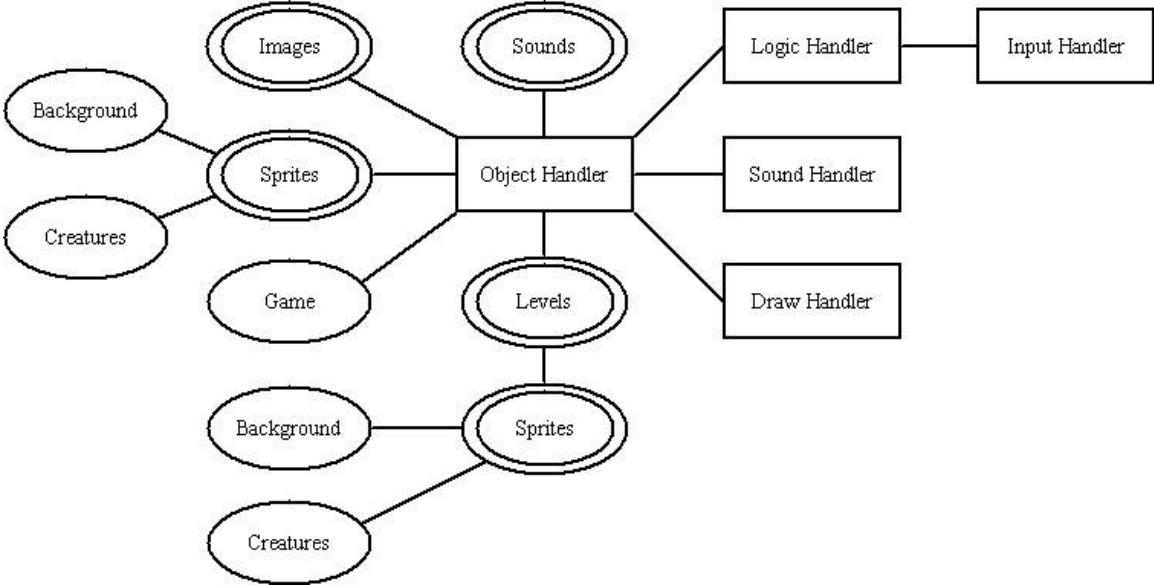 Images
Sounds
Logic Handler
Input Handler
Background
Sprites
Object Handler
Sound Handler
Creatures
Game
Levels
Draw Handler
Background
Sprites
Creatures